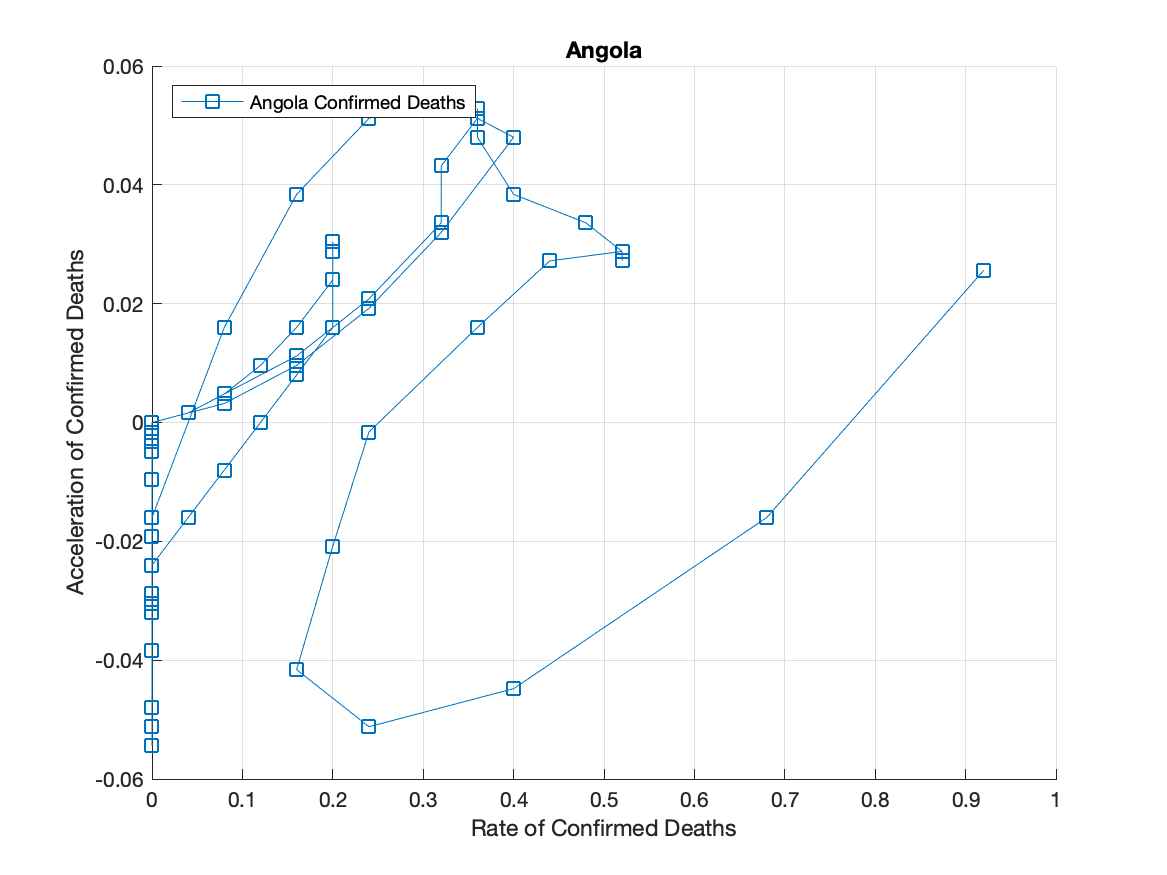 Angola
Angola Confirmed Deaths
0.06
0.04
0.02
0
-0.02
-0.04
-0.06
Acceleration of Confirmed Deaths
0 0.1 0.2 0.3 0.4 0.5 0.6 0.7 0.8 0.9 1
Rate of Confirmed Deaths